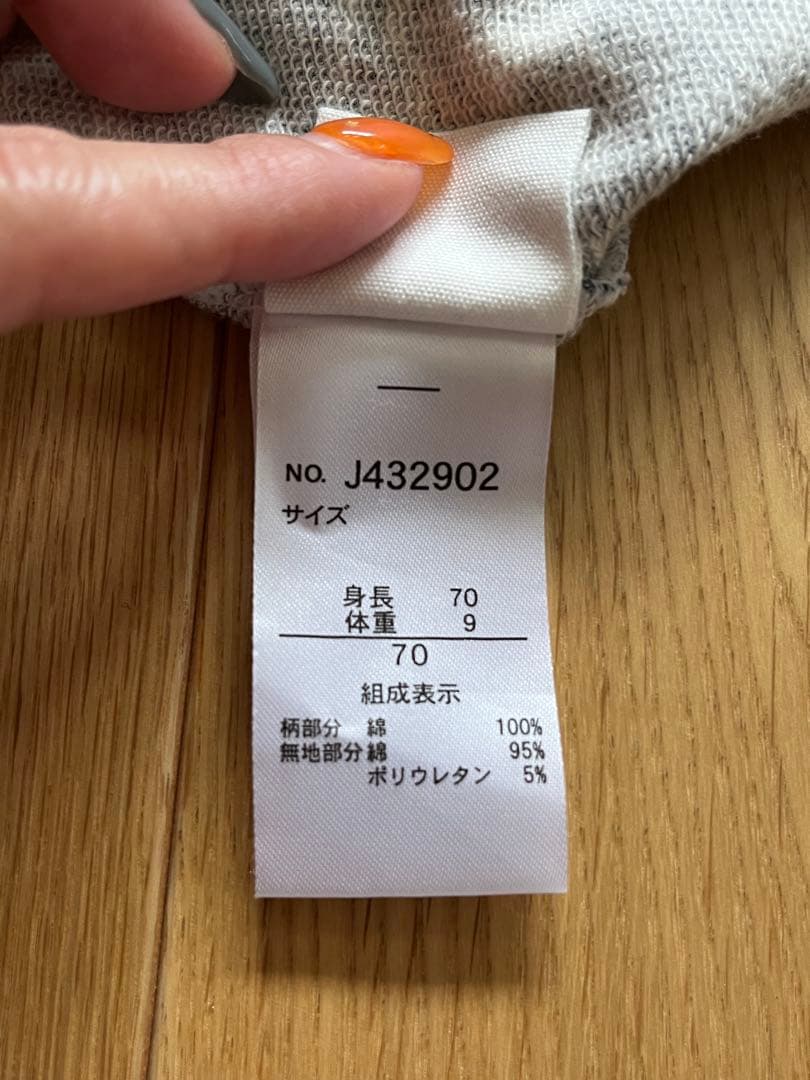 NO. J432902
サイズ
身長 70
体重 9
70
組成表示
柄部分 綿 100%
無地部分綿 95%
ポリウレタン 5%